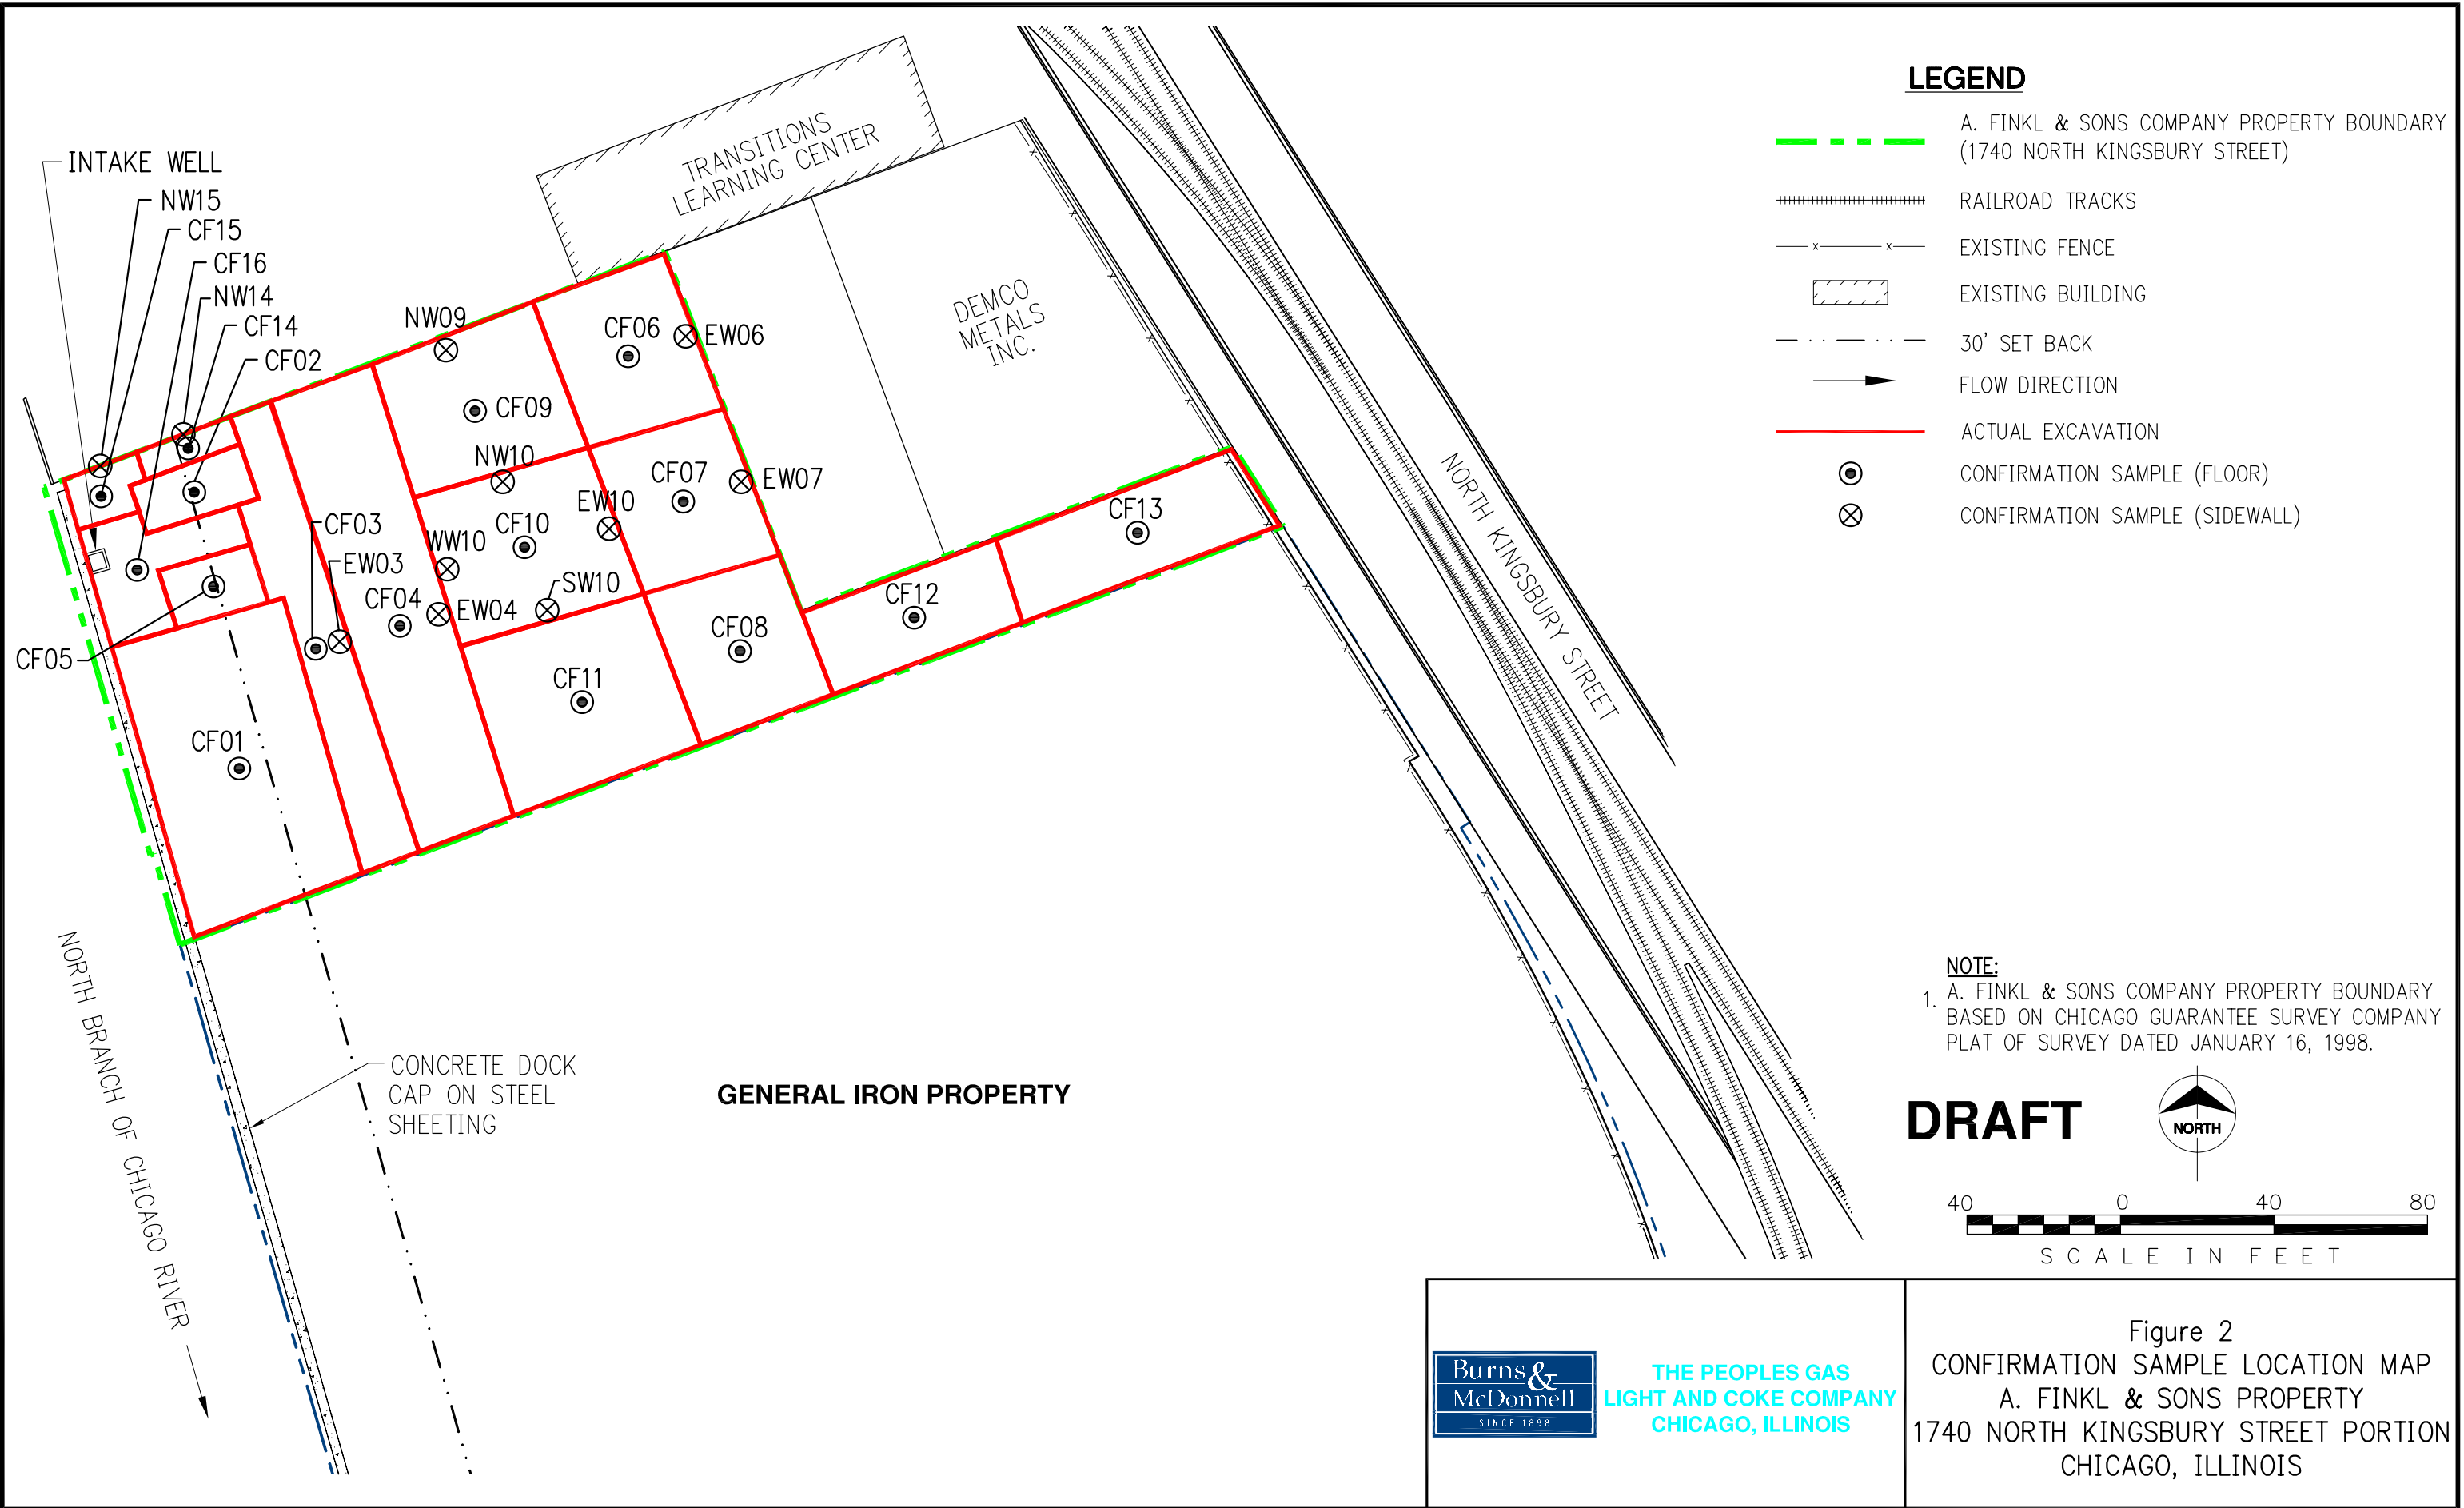 LEGEND
A. FINKL & SONS COMPANY PROPERTY BOUNDARY
(1740 NORTH KINGSBURY STREET)
RAILROAD TRACKS
x x
EXISTING FENCE
EXISTING BUILDING
30' SET BACK
FLOW DIRECTION
ACTUAL EXCAVATION
CONFIRMATION SAMPLE (FLOOR)
CONFIRMATION SAMPLE (SIDEWALL)
TRANSITIONS
LEARNING CENTER
INTAKE WELL
NW15
CF15
CF16
NW14
CF14
CF02
NW09
CF06
EW06
DEMCO
METALS
INC.
CF09
NW10
CF07
EW07
EW10
CF10
WW10
CF03
EW03
CF04
EW04
SW10
CF13
CF12
CF08
CF05
CF11
CF01
NORTH KINGSBURY STREET
NORTH BRANCH OF CHICAGO RIVER
CONCRETE DOCK
CAP ON STEEL
SHEETING
GENERAL IRON PROPERTY
NOTE:
1. A. FINKL & SONS COMPANY PROPERTY BOUNDARY
BASED ON CHICAGO GUARANTEE SURVEY COMPANY
PLAT OF SURVEY DATED JANUARY 16, 1998.
DRAFT
NORTH
40 0 40 80
SCALE IN FEET
Burns &
McDonnell
SINCE 1898
THE PEOPLES GAS
LIGHT AND COKE COMPANY
CHICAGO, ILLINOIS
Figure 2
CONFIRMATION SAMPLE LOCATION MAP
A. FINKL & SONS PROPERTY
1740 NORTH KINGSBURY STREET PORTION
CHICAGO, ILLINOIS